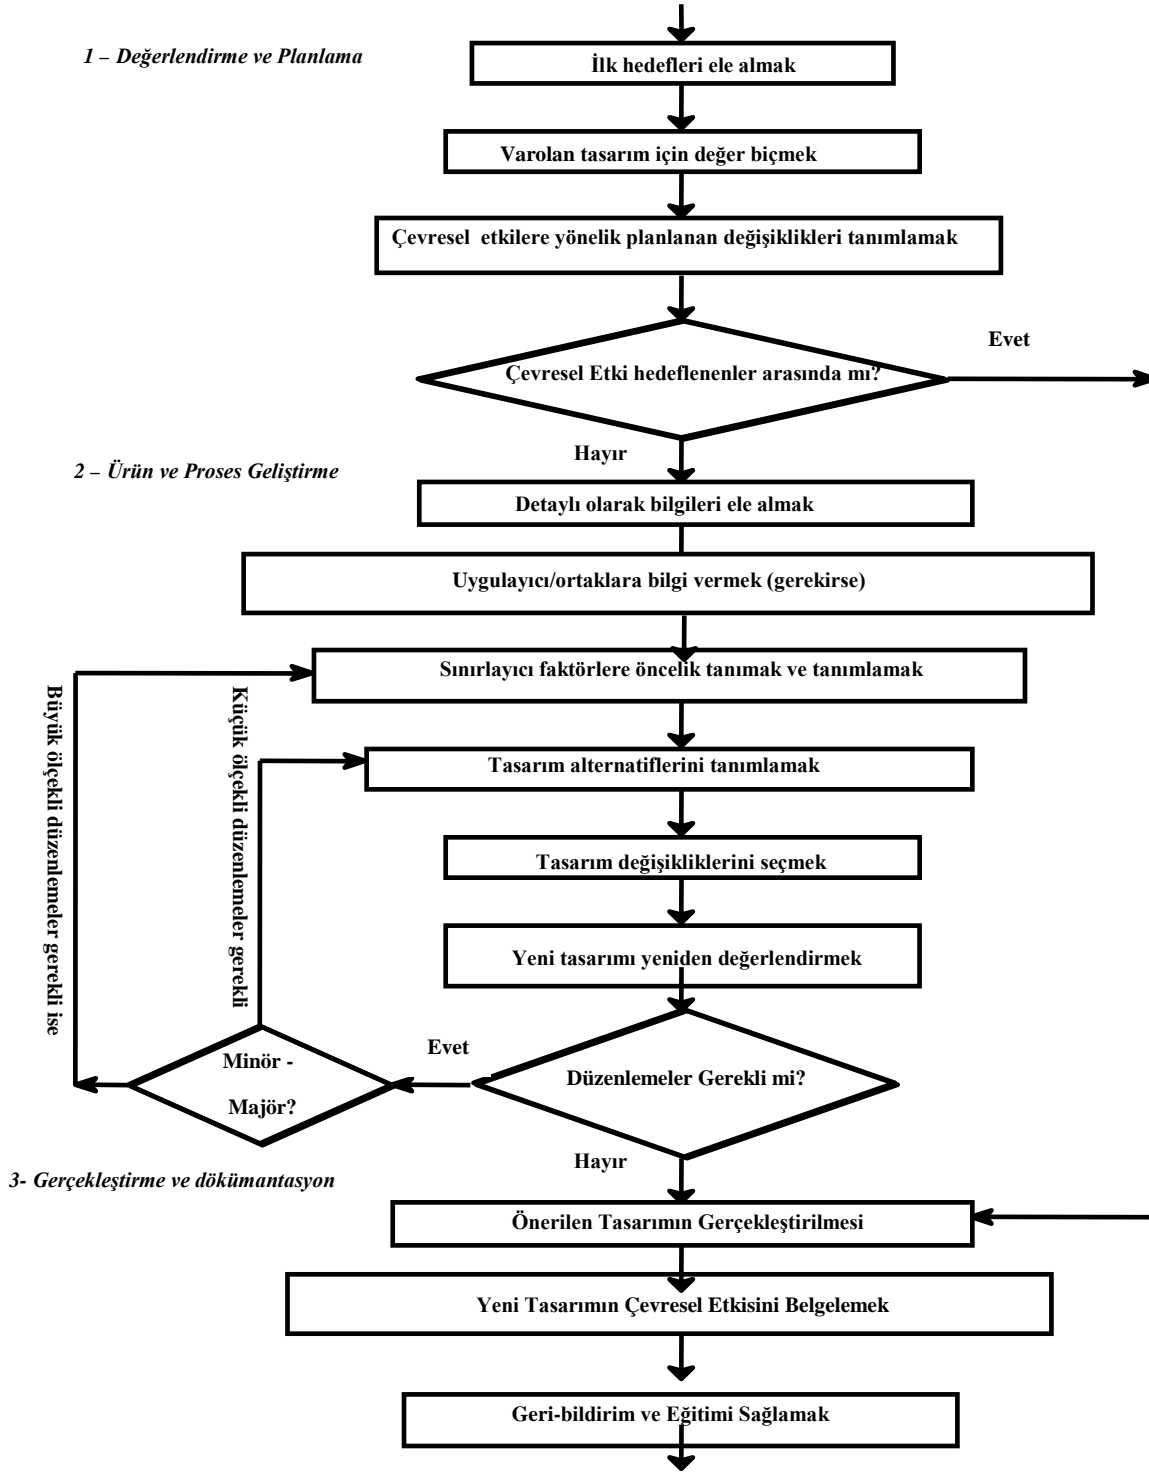 1 – Değerlendirme ve Planlama
İlk hedefleri ele almak
Varolan tasarım için değer biçmek
Çevresel etkilere yönelik planlanan değişiklikleri tanımlamak
Evet
Çevresel Etki hedeflenenler arasında mı?
Hayır
2 – Ürün ve Proses Geliştirme
Detaylı olarak bilgileri ele almak
Uygulayıcı/ortaklara bilgi vermek (gerekirse)
Sınırlayıcı faktörlere öncelik tanımak ve tanımlamak
Büyük ölçekli düzenlemeler gerekli ise
Küçük ölçekli düzenlemeler gerekli
Tasarım alternatiflerini tanımlamak
Tasarım değişikliklerini seçmek
Yeni tasarımı yeniden değerlendirmek
Evet
Minör -
Majör?
Düzenlemeler Gerekli mi?
Hayır
3- Gerçekleştirme ve dökümantasyon
Önerilen Tasarımın Gerçekleştirilmesi
Yeni Tasarımın Çevresel Etkisini Belgelemek
Geri-bildirim ve Eğitimi Sağlamak